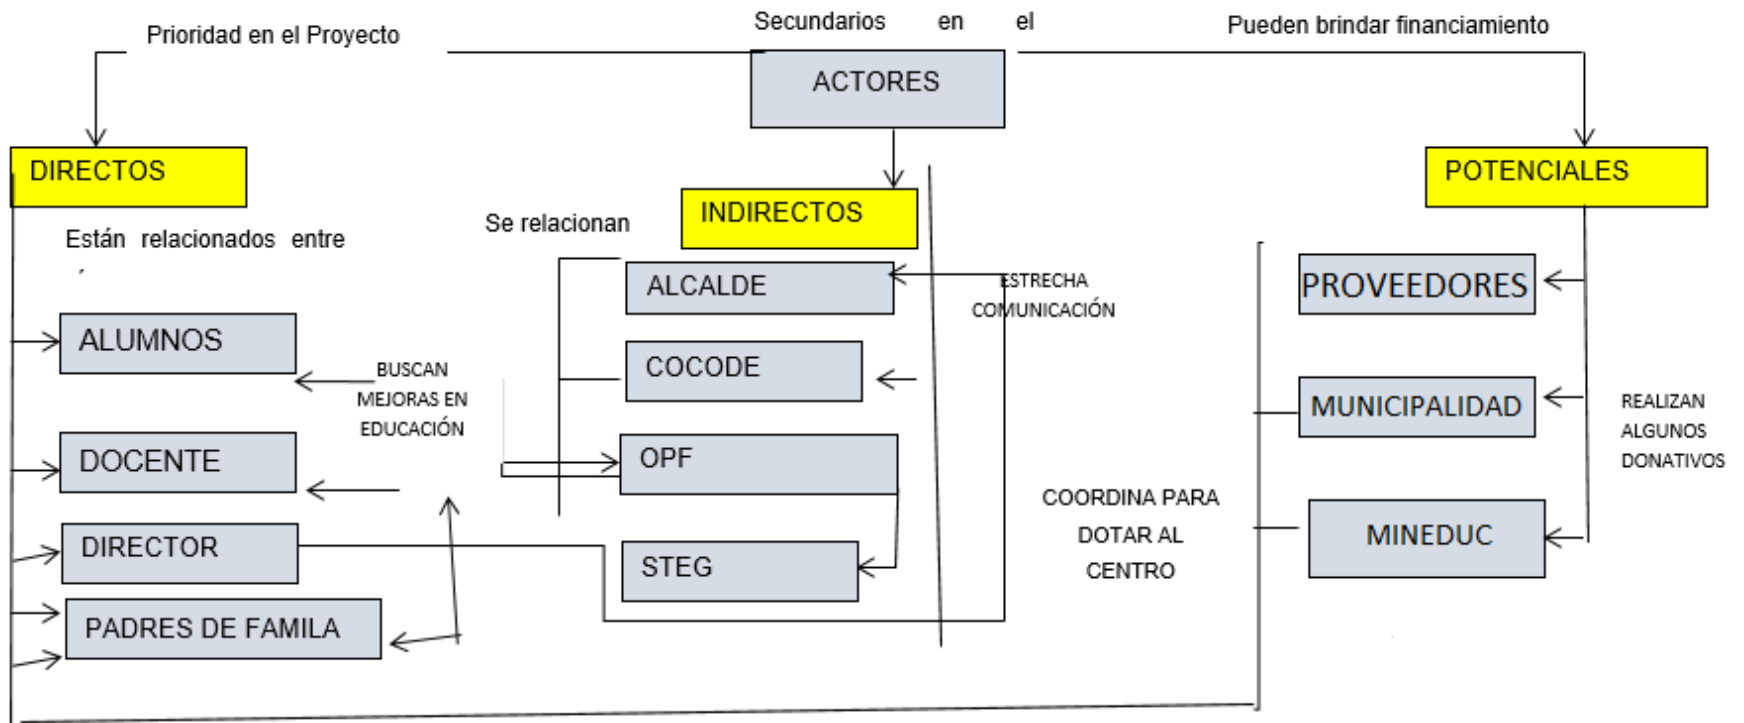 Prioridad en el Proyecto
Secundarios en el
Pueden brindar financiamiento
ACTORES
DIRECTOS
INDIRECTOS
POTENCIALES
Están relacionados entre
Se relacionan
ALUMNOS
DOCENTE
DIRECTOR
PADRES DE FAMILA
BUSCAN
MEJORAS EN
EDUCACIÓN
ALCALDE
COCODE
OPF
STEG
ESTRECHA
COMUNICACIÓN
COORDINA PARA
DOTAR AL
CENTRO
PROVEEDORES
MUNICIPALIDAD
MINEDUC
REALIZAN
ALGUNOS
DONATIVOS